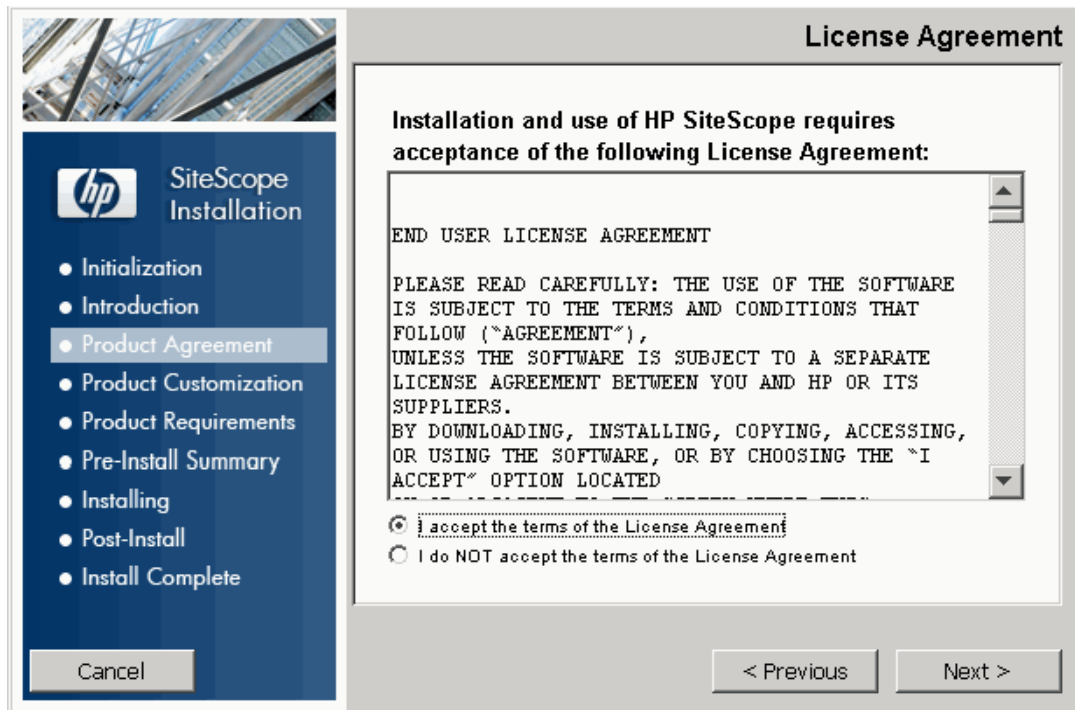 License Agreement
hp
SiteScope
Installation
Initialization
Introduction
Product Agreement
Product Customization
Product Requirements
Pre-Install Summary
Installing
Post-Install
Install Complete
Cancel
Installation and use of HP SiteScope requires
acceptance of the following License Agreement:
END USER LICENSE AGREEMENT
PLEASE READ CAREFULLY: THE USE OF THE SOFTWARE
IS SUBJECT TO THE TERMS AND CONDITIONS THAT
FOLLOW ("AGREEMENT"),
UNLESS THE SOFTWARE IS SUBJECT TO A SEPARATE
LICENSE AGREEMENT BETWEEN YOU AND HP OR ITS
SUPPLIERS.
BY DOWNLOADING, INSTALLING, COPYING, ACCESSING,
OR USING THE SOFTWARE, OR BY CHOOSING THE "I
ACCEPT" OPTION LOCATED
I accept the terms of the License Agreement
I do NOT accept the terms of the License Agreement
< Previous
Next >